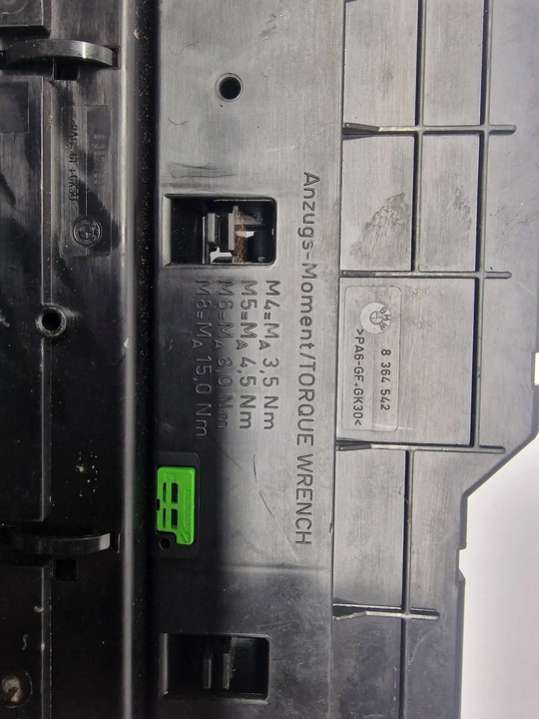 Anzugs-Moment/TORQUE WRENCH
M4=MA 3,5 Nm
M5=MA 4,5 Nm
M6=MA 8,0 Nm
M8=MA 15,0 Nm
BMW
8 364 542
>PA6-GF.GK30<